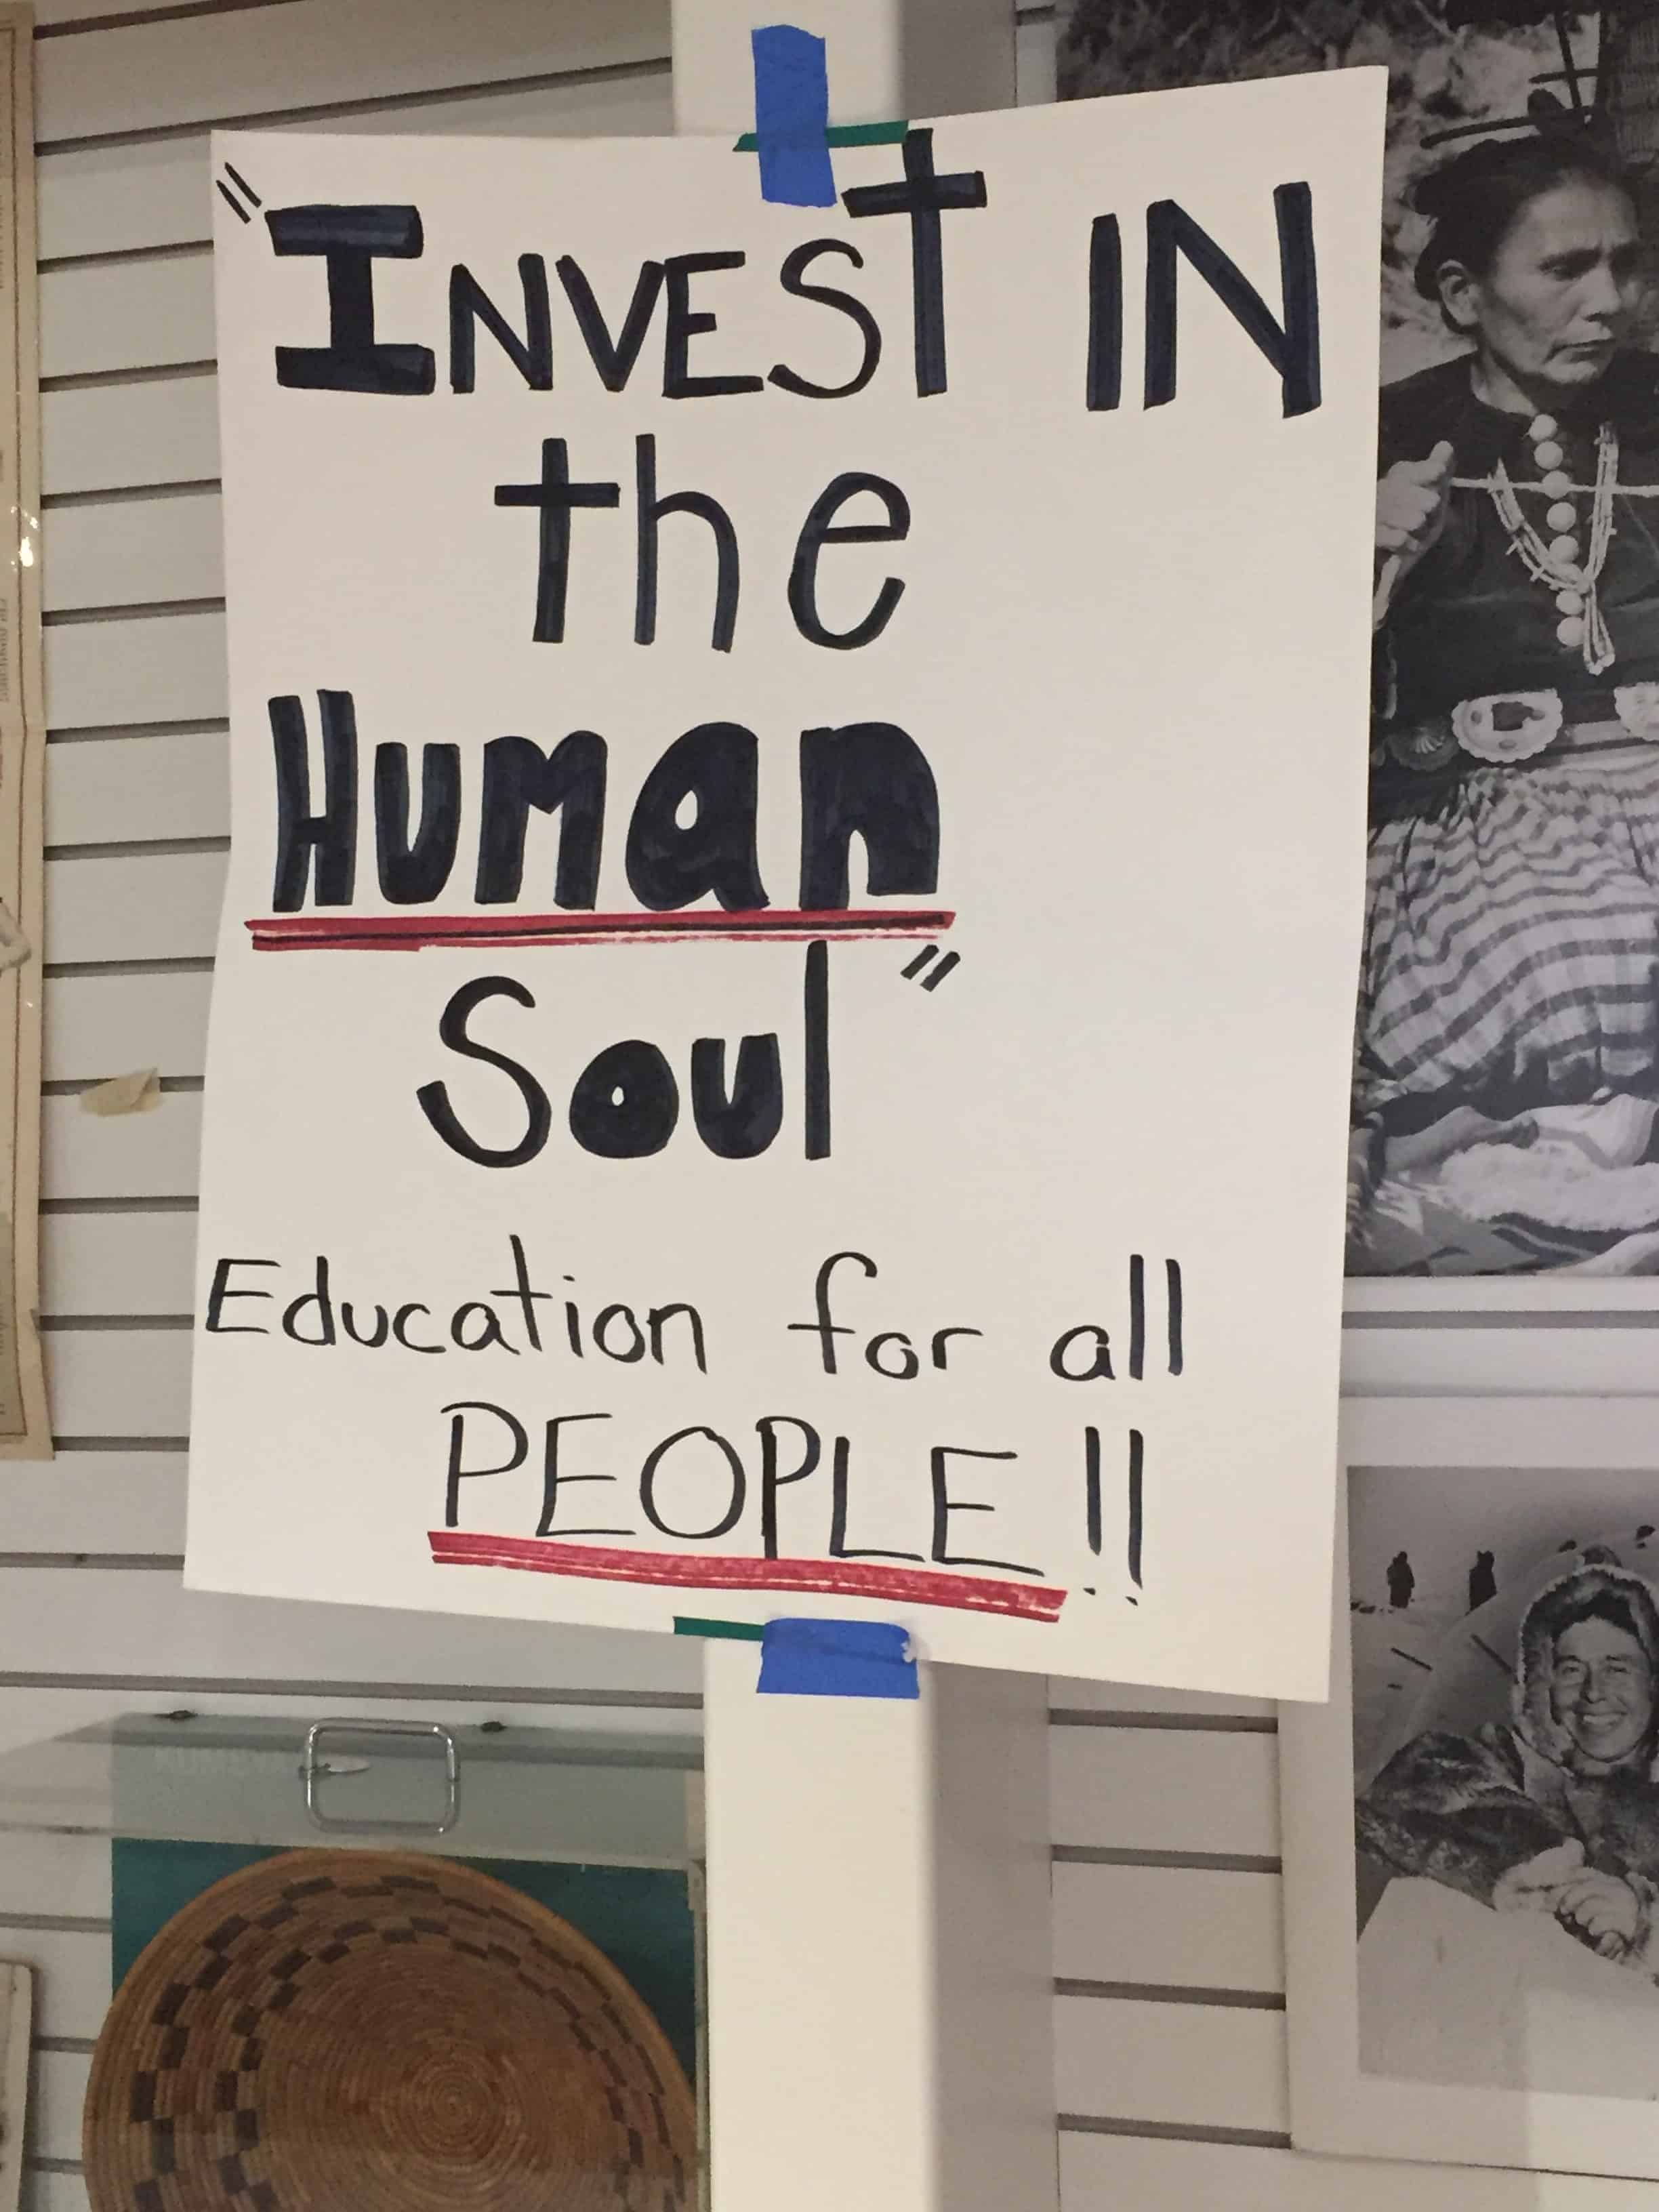 "INVEST IN
the
Human
Soul"
Education for all
PEOPLE!!